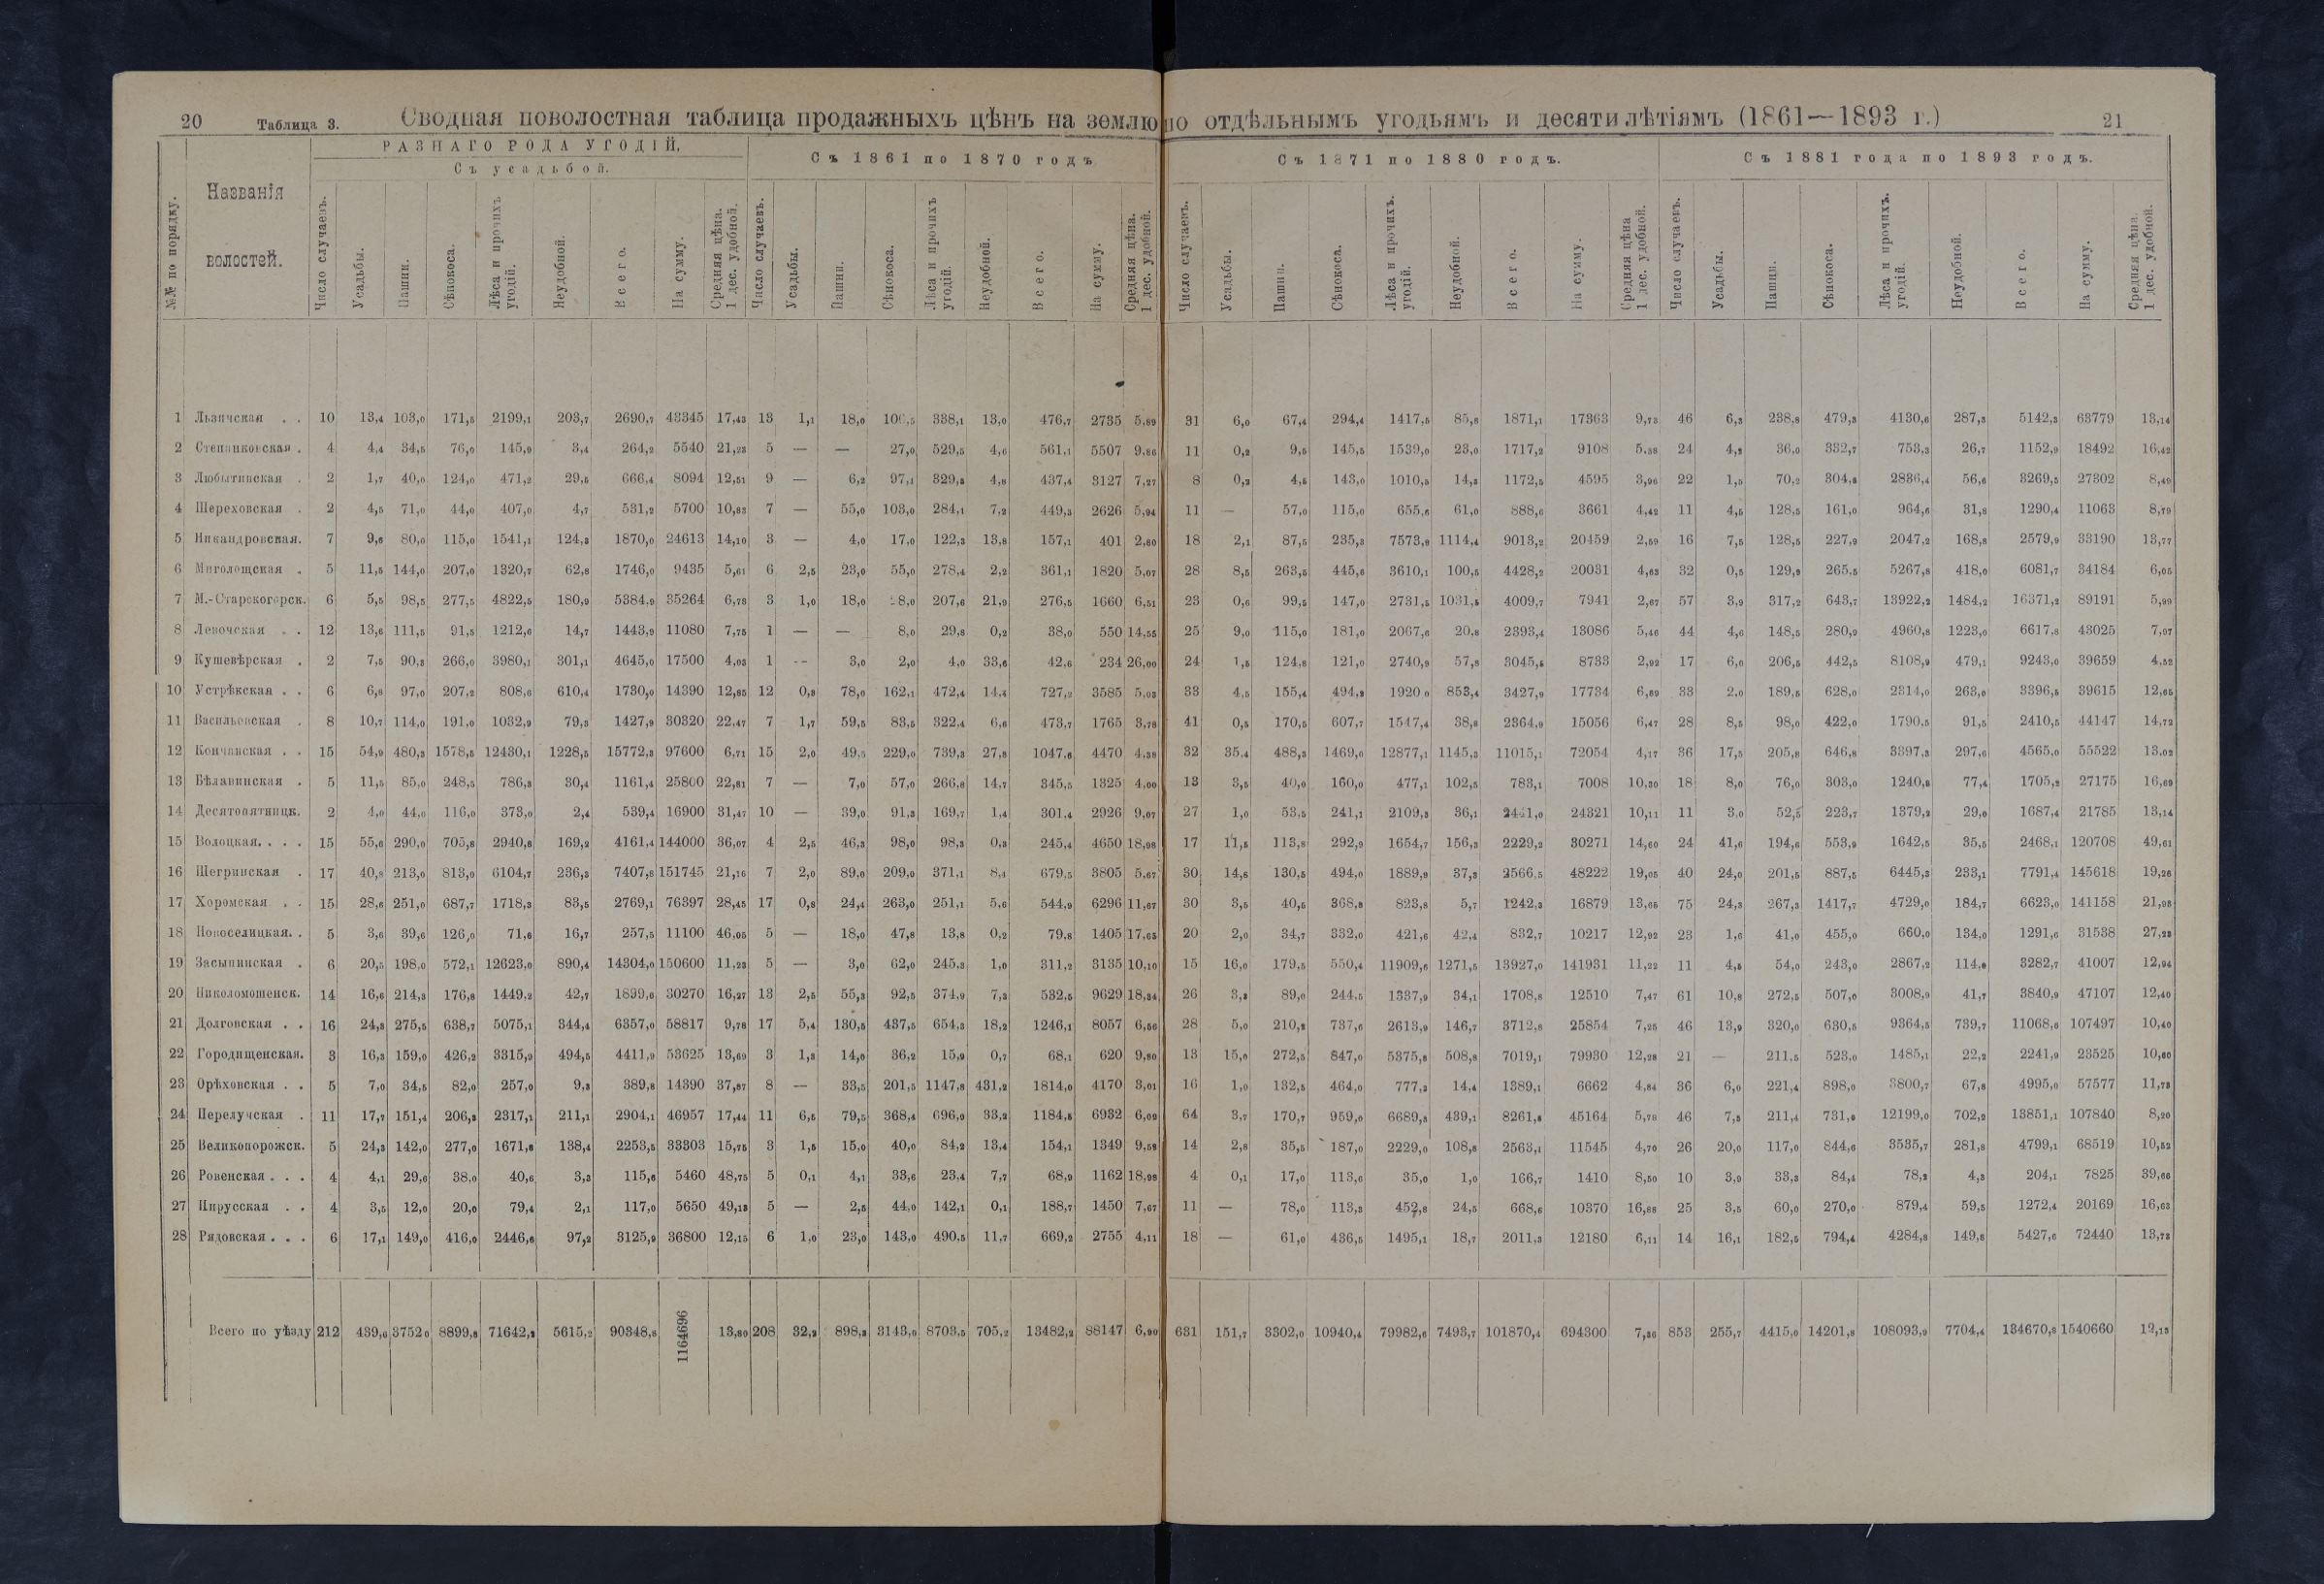 20 Таблица 3. Сводная поволостная таблица продажныхъ цѣнъ на землю по отдѣльнымъ угодьямъ и десятилѣтіямъ (1861—1893 г.) 21
РАЗНАГО РОДА УГОДІЙ.
Съ усадьбой. Съ 1861 по 1870 годъ Съ 1871 по 1880 годъ. Съ 1881 года по 1893 годъ.
№№ по порядку. Названія волостей. Число случаевъ. Усадьбы. Пашни. Сѣнокоса. Лѣса и прочихъ угодій. Неудобной. Всего. На сумму. Средняя цѣна. 1 дес. удобной. Число случаевъ. Усадьбы. Пашни. Сѣнокоса. Лѣса и прочихъ угодій. Неудобной. Всего. На сумму. Средняя цѣна. 1 дес. удобной. Число случаевъ. Усадьбы. Пашни. Сѣнокоса. Лѣса и прочихъ угодій. Неудобной. Всего. На сумму. Средняя цѣна 1 дес. удобной. Число случаевъ. Усадьбы. Пашни. Сѣнокоса. Лѣса и прочихъ угодій. Неудобной. Всего. На сумму. Средняя цѣна 1 дес. удобной.
1 Льзичская . . 10 13,4 103,0 171,5 2199,1 203,7 2690,7 43345 17,43 13 1,1 18,0 338,1 13,0 476,7 2735 5,89 31 6,0 67,4 294,4 1417,5 85,8 1871,1 17363 9,73 46 6,3 238,8 479,3 4130,6 287,3 5142,3 63779 13,14
2 Степанковская . 4 4,4 34,5 76,0 145,9 3,4 264,2 5540 21,23 5 — — 27,0 529,5 4,6 561,1 5507 9,86 11 0,2 9,5 145,5 1539,0 23,0 1717,2 9108 5,38 24 4,2 36,0 332,7 753,3 26,7 1152,9 18492 16,42
3 Любытинская . 2 1,7 40,0 124,0 471,2 29,5 666,4 8094 12,51 9 — 6,2 97,1 329,3 4,8 437,4 3127 7,27 8 0,2 4,5 143,0 1010,5 14,3 1172,5 4595 3,96 22 1,5 70,2 304,8 2836,4 56,6 3269,5 27302 8,49
4 Шереховская . 2 4,5 71,0 44,0 407,0 4,7 531,2 5700 10,83 7 — 55,0 103,0 284,1 7,2 449,3 2626 5,94 11 — 57,0 115,0 655,6 61,0 888,6 3661 4,42 11 4,5 128,5 161,0 964,6 31,8 1290,4 11063 8,79
5 Никандровская. 7 9,6 80,0 115,0 1541,1 124,3 1870,0 24613 14,10 3 — 4,0 17,0 122,3 13,8 157,1 401 2,80 18 2,1 87,5 235,3 7573,9 1114,4 9013,2 20459 2,59 16 7,5 128,5 227,9 2047,2 168,8 2579,9 33190 13,77
6 Миголощская . 5 11,5 144,0 207,0 1320,7 62,8 1746,0 9435 5,61 6 2,5 23,0 55,0 278,4 2,2 361,1 1820 5,07 28 8,5 263,5 445,6 3610,1 100,5 4428,2 20031 4,63 32 0,5 129,9 265,5 5267,8 418,0 6081,7 34184 6,05
7 М.-Старскогорск. 6 5,5 98,5 277,5 4822,5 180,9 5384,9 35264 6,78 3 1,0 18,0 207,6 21,9 276,5 1660 6,51 23 0,6 99,5 147,0 2731,5 1031,5 4009,7 7941 2,67 57 3,9 317,2 643,7 13922,2 1484,2 16371,2 89191 5,99
8 Левочская . . 12 13,6 111,5 91,5 1212,6 14,7 1443,9 11080 7,75 1 — — 8,0 29,8 0,2 38,0 550 14,55 25 9,0 115,0 181,0 2067,6 20,8 2393,4 13086 5,46 44 4,6 148,5 280,9 4960,8 1223,0 6617,8 43025 7,97
9 Кушевѣрская . 2 7,5 90,3 266,0 3980,1 301,1 4645,0 17500 4,03 1 -- 3,0 2,0 4,0 33,6 42,6 234 26,00 24 1,5 124,8 121,0 2740,9 57,8 3045,5 8733 2,92 17 6,0 206,5 442,5 8108,9 479,1 9243,0 39659 4,52
10 Устрѣкская . . 6 6,8 97,0 207,2 808,6 610,4 1730,0 14390 12,85 12 0,3 78,0 162,1 472,4 14,4 727,2 3585 5,03 33 4,5 155,4 494,2 1920 0 853,4 3427,9 17734 6,89 33 2.0 189,5 628,0 2314,0 263,0 3396,5 39615 12,65
11 Васильевская . 8 10,7 114,0 191,0 1032,9 79,3 1427,9 30320 22,47 7 1,7 59,5 83,5 322,4 6,6 473,7 1765 3,78 41 0,5 170,5 607,7 1547,4 38,8 2364,9 15056 6,47 28 8,5 98,0 422,0 1790,5 91,5 2410,5 44147 14,72
12 Кончанская . . 15 54,9 480,3 1578,5 12430,1 1228,5 15772,3 97600 6,71 15 2,0 49,5 229,0 739,3 27,8 1047,6 4470 4,38 32 35,4 488,3 1469,0 12877,1 1145,3 11015,1 72054 4,17 36 17,5 205,8 646,8 3397,3 297,6 4565,0 55522 13,02
13 Бѣлавинская . 5 11,5 85,0 248,5 786,3 30,4 1161,4 25800 22,81 7 — 7,0 57,0 266,8 14,7 345,5 1325 4,00 13 3,5 40,0 160,0 477,1 102,5 783,1 7008 10,30 18 8,0 76,0 303,0 1240,8 77,4 1705,2 27175 16,69
14 Десятопятницк. 2 4,0 44,0 116,0 373,0 2,4 539,4 16900 31,47 10 — 39,0 91,3 169,7 1,4 301,4 2926 9,07 27 1,0 53,5 241,1 2109,3 36,1 2441,0 24321 10,11 11 3,0 52,5 223,7 1379,2 29,0 1687,4 21785 13,14
15 Волоцкая. . . . 15 55,6 290,0 705,8 2940,8 169,2 4161,4 144000 36,07 4 2,5 46,3 98,0 98,3 0,3 245,4 4650 18,98 17 11,5 113,8 292,9 1654,7 156,3 2229,2 30271 14,60 24 41,6 194,6 553,9 1642,5 35,5 2468,1 120708 49,61
16 Шегринская . 17 40,8 213,0 813,9 6104,7 236,3 7407,8 151745 21,16 7 2,0 89,0 209,0 371,1 8,4 679,5 3805 5,67 30 14,8 130,5 494,0 1889,9 37,3 2566,5 48222 19,05 40 24,0 201,5 887,5 6445,3 233,1 7791,4 145618 19,26
17 Хоромская . . 15 28,6 251,0 687,7 1718,3 83,5 2769,1 76397 28,45 17 0,8 24,4 263,0 251,1 5,6 544,9 6296 11,67 30 3,5 40,5 368,8 823,8 5,7 1242,3 16879 13,65 75 24,3 267,3 1417,7 4729,0 184,7 6623,0 141158 21,98
18 Новоселицкая. . 5 3,6 39,6 126,0 71,6 16,7 257,5 11100 46,05 5 — 18,0 47,8 13,8 0,2 79,8 1405 17,65 20 2,0 34,7 332,0 421,6 42,4 832,7 10217 12,92 23 1,6 41,0 455,0 660,0 134,0 1291,6 31538 27,23
19 Засыпинская . 6 20,5 198,0 572,1 12623,0 890,4 14304,0 150600 11,23 5 — 3,0 62,0 245,3 1,0 311,2 3135 10,10 15 16,0 179,5 550,4 11909,6 1271,5 13927,0 141931 11,22 11 4,5 54,0 243,0 2867,2 114,0 3282,7 41007 12,94
20 Николомошенск. 14 16,6 214,3 176,8 1449,2 42,7 1899,6 30270 16,27 13 2,5 55,3 92,5 374,9 7,3 532,5 9629 18,34 26 3,3 89,0 244,5 1337,9 34,1 1708,8 12510 7,47 61 10,8 272,5 507,0 3008,9 41,7 3840,9 47107 12,40
21 Долговская . . 16 24,3 275,5 638,7 5075,1 344,4 6357,0 58817 9,78 17 5,4 130,5 437,5 654,3 18,2 1246,1 8057 6,56 28 5,0 210,2 737,6 2613,9 146,7 3712,8 25854 7,25 46 13,9 320,0 630,5 9364,5 739,7 11068,6 107497 10,40
22 Городищенская. 3 16,3 159,0 426,2 3315,9 494,5 4411,9 53625 13,69 3 1,3 14,0 36,2 15,9 0,7 68,1 620 9,80 13 15,0 272,5 847,0 5375,8 508,8 7019,1 79930 12,28 21 — 211,5 523,0 1485,1 22,2 2241,9 23525 10,60
23 Орѣховская . . 5 7,0 34,5 82,0 257,0 9,3 389,8 14390 37,87 8 — 33,5 201,5 1147,8 431,2 1814,0 4170 3,01 16 1,0 132,5 464,0 777,2 14,4 1389,1 6662 4,84 36 6,0 221,4 898,0 3800,7 67,8 4995,0 57577 11,73
24 Перелучская . 11 17,7 151,4 206,3 2317,1 211,1 2904,1 46957 17,44 11 6,5 79,5 368,4 696,9 33,2 1184,5 6932 6,09 64 3,7 170,7 959,0 6689,3 439,1 8261,8 45164 5,78 46 7,3 211,4 731,0 12199,0 702,2 13851,1 107840 8,20
25 Великопорожск. 5 24,3 142,0 277,0 1671,8 138,4 2253,5 33303 15,75 3 1,5 15,0 40,0 84,2 13,4 154,1 1349 9,58 14 2,8 35,5 187,0 2229,0 108,8 2563,1 11545 4,70 26 20,0 117,0 844,6 3535,7 281,8 4799,1 68519 10,52
26 Ровенская . . . 4 4,1 29,6 38,0 40,6 3,3 115,6 5460 48,75 5 0,1 4,1 33,6 23,4 7,7 68,9 1162 18,98 4 0,1 17,0 113,6 35,0 1,0 166,7 1410 8,50 10 3,9 33,3 84,4 78,2 4,3 204,1 7825 39,66
27 Пирусская . . 4 3,5 12,0 20,0 79,4 2,1 117,0 5650 49,13 5 — 2,5 44,0 142,1 0,1 188,7 1450 7,67 11 — 78,0 113,3 452,8 24,5 668,6 10370 16,88 25 3,5 60,0 270,0 879,4 59,5 1272,4 20169 16,63
28 Рядовская . . . 6 17,1 149,0 416,0 2446,6 97,2 3125,9 36800 12,15 6 1,0 23,0 143,0 490,5 11,7 669,2 2755 4,11 18 — 61,0 436,5 1495,1 18,7 2011,3 12180 6,11 14 16,1 182,5 794,4 4284,8 149,8 5427,6 72440 13,73
Всего по уѣзду 212 439,0 3752 0 8899,8 71642,2 5615,2 90348,8 1164696 13,80 208 32,2 898,3 3143,0 8703,5 705,2 13482,2 88147 6,90 631 151,7 3302,0 10940,4 79982,6 7493,7 101870,4 694300 7,36 853 255,7 4415,0 14201,8 108093,9 7704,4 134670,8 1540660 12,13